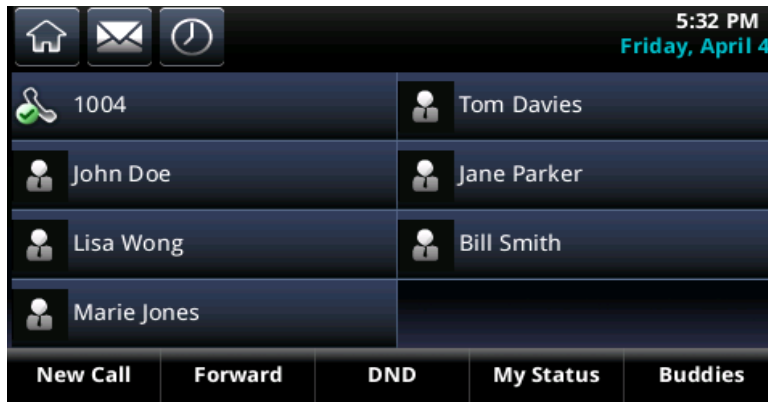 5:32 PM
Friday, April 4
1004
Tom Davies
John Doe
Jane Parker
Lisa Wong
Bill Smith
Marie Jones
New Call
Forward
DND
My Status
Buddies